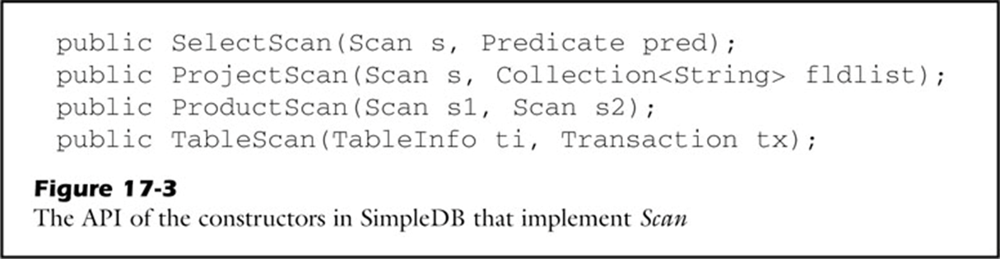 public SelectScan(Scan s, Predicate pred);
public ProjectScan(Scan s, Collection<String> fldlist);
public ProductScan(Scan s1, Scan s2);
public TableScan(TableInfo ti, Transaction tx);
Figure 17-3
The API of the constructors in SimpleDB that implement Scan